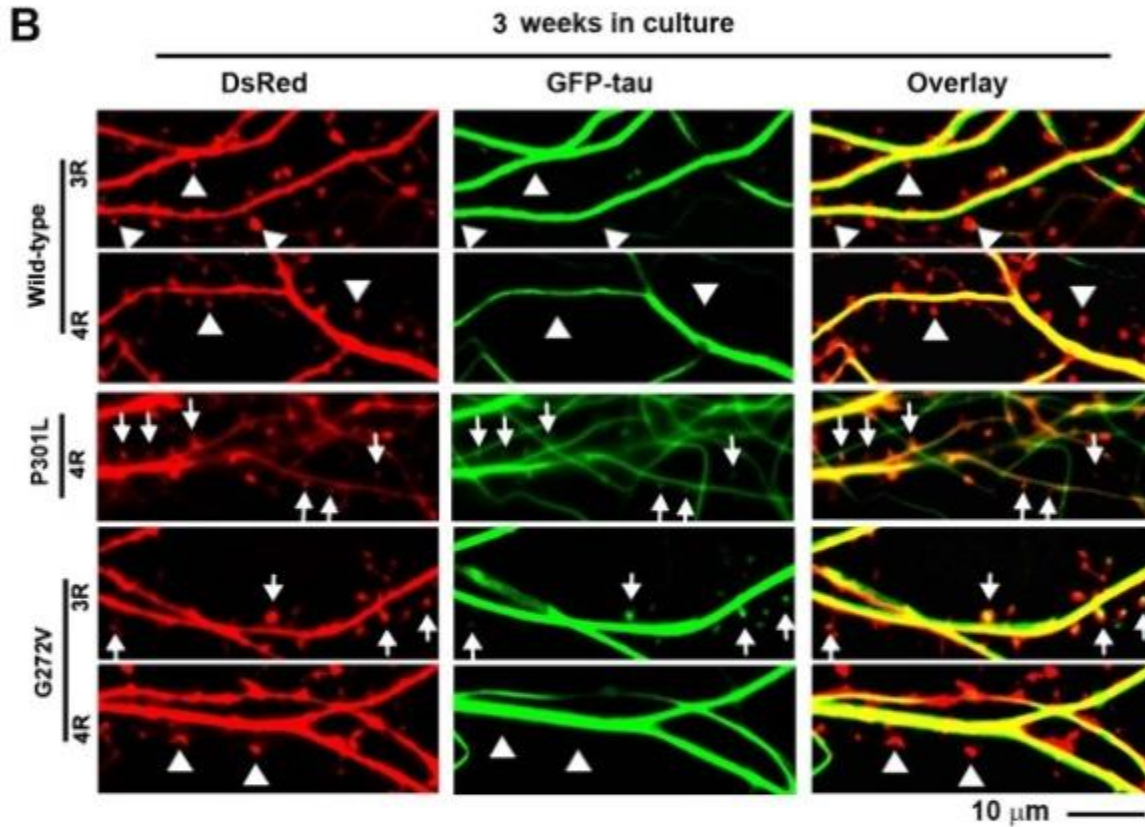 B
3 weeks in culture
DsRed GFP-tau Overlay
Wild-type
3R
4R
P301L
4R
G272V
3R
4R
10 μm